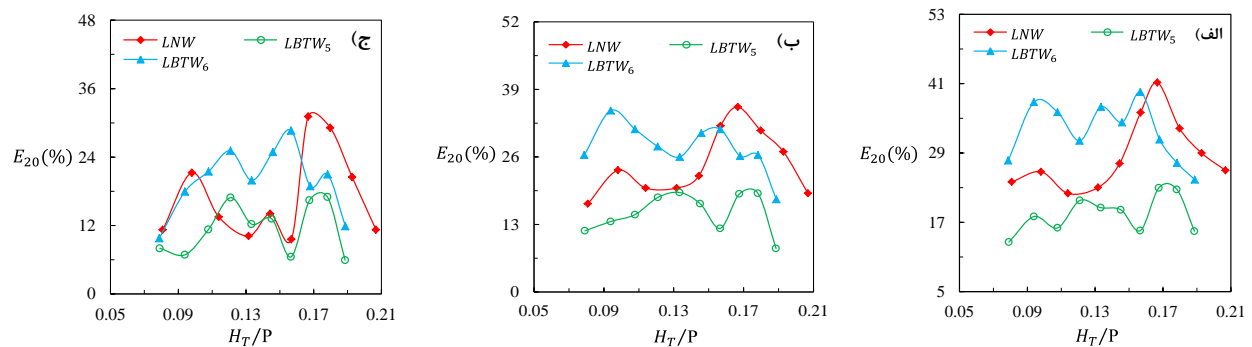 ج)
LNW
LBTW₅
LBTW₆
E₂₀(%)
48
36
24
12
0
0.05
0.09
0.13
0.17
0.21
H_T/P
ب)
LNW
LBTW₅
LBTW₆
E₂₀(%)
52
39
26
13
0
0.05
0.09
0.13
0.17
0.21
H_T/P
الف)
LNW
LBTW₅
LBTW₆
E₂₀(%)
53
41
29
17
5
0.05
0.09
0.13
0.17
0.21
H_T/P